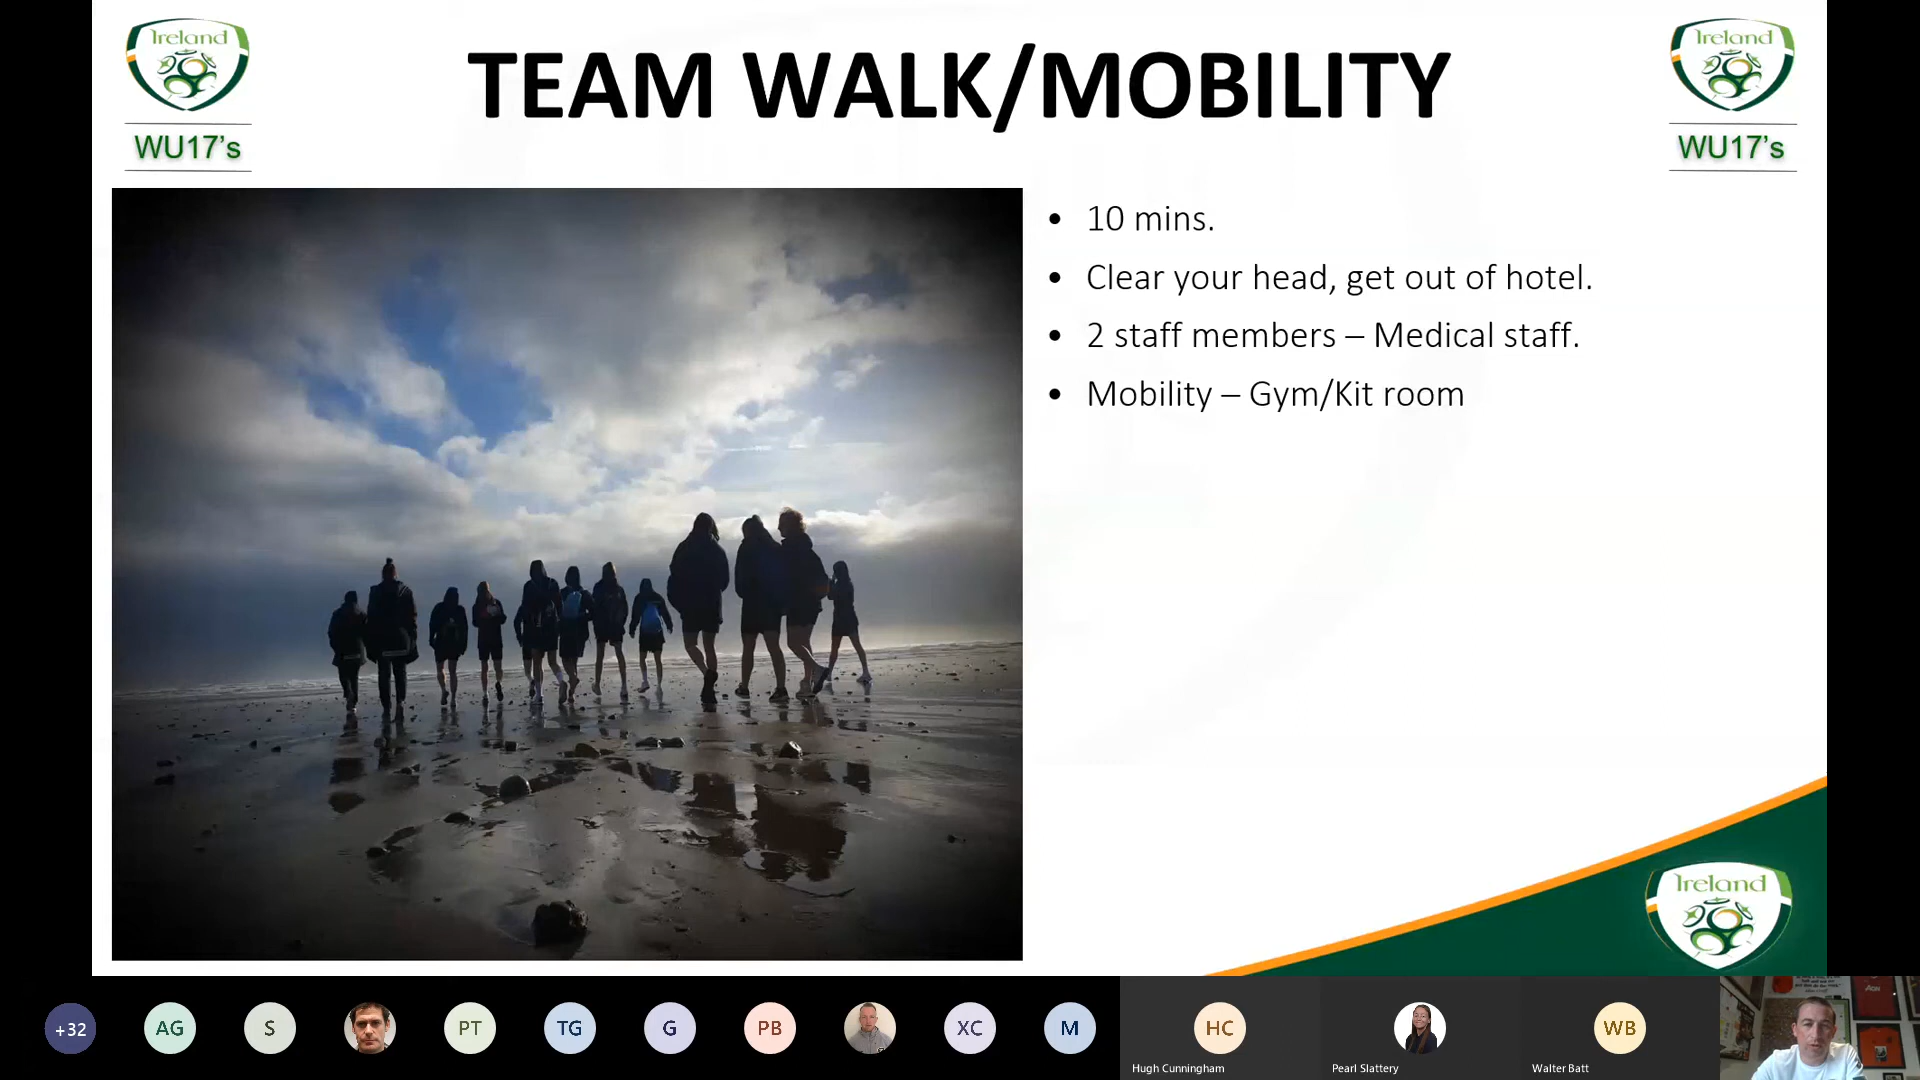 Ireland
WU17's
TEAM WALK/MOBILITY
Ireland
WU17's
• 10 mins.
• Clear your head, get out of hotel.
• 2 staff members – Medical staff.
• Mobility – Gym/Kit room
Ireland
+32
AG
S
PT
TG
G
PB
XC
M
HC
Hugh Cunningham
Pearl Slattery
WB
Walter Batt
AON